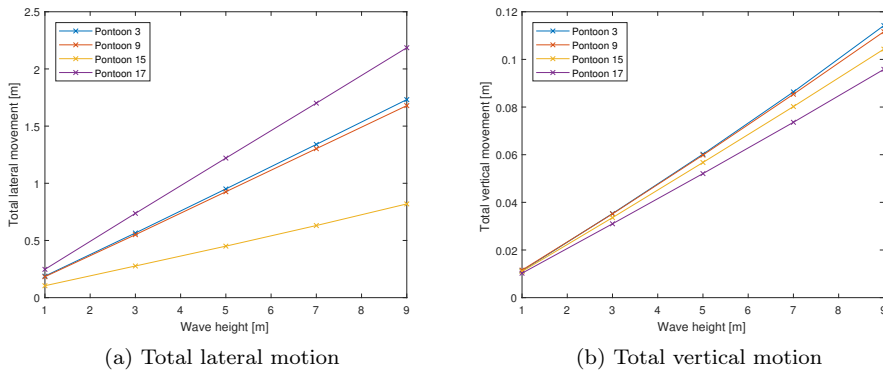 2.5
2
1.5
1
0.5
0
Total lateral movement [m]
Pontoon 3
Pontoon 9
Pontoon 15
Pontoon 17
1 2 3 4 5 6 7 8 9
Wave height [m]
(a) Total lateral motion
0.12
0.1
0.08
0.06
0.04
0.02
0
Total vertical movement [m]
Pontoon 3
Pontoon 9
Pontoon 15
Pontoon 17
1 2 3 4 5 6 7 8 9
Wave height [m]
(b) Total vertical motion